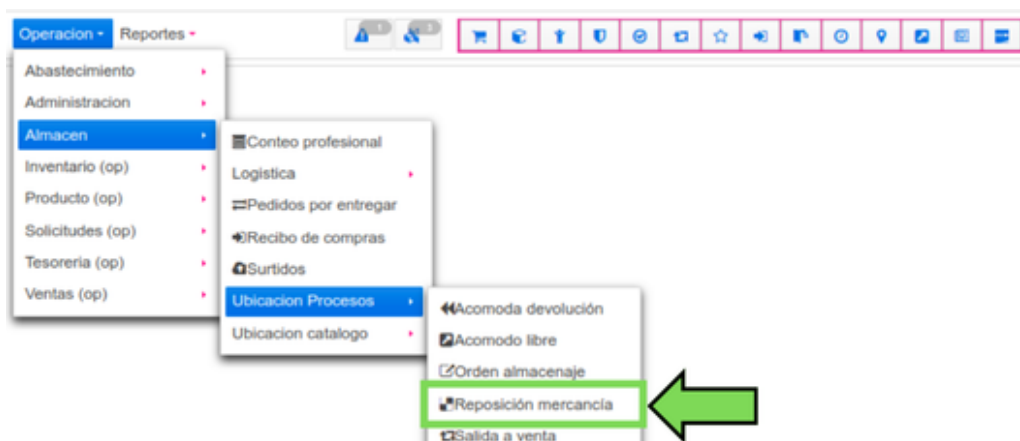 Operacion Reportes
Abastecimiento
Administracion
Almacen
Inventario (op)
Producto (op)
Solicitudes (op)
Tesoreria (op)
Ventas (op)
Conteo profesional
Logistica
Pedidos por entregar
Recibo de compras
Surtidos
Ubicacion Procesos
Ubicacion catalogo
Acomoda devolución
Acomodo libre
Orden almacenaje
Reposición mercancía
Salida a venta